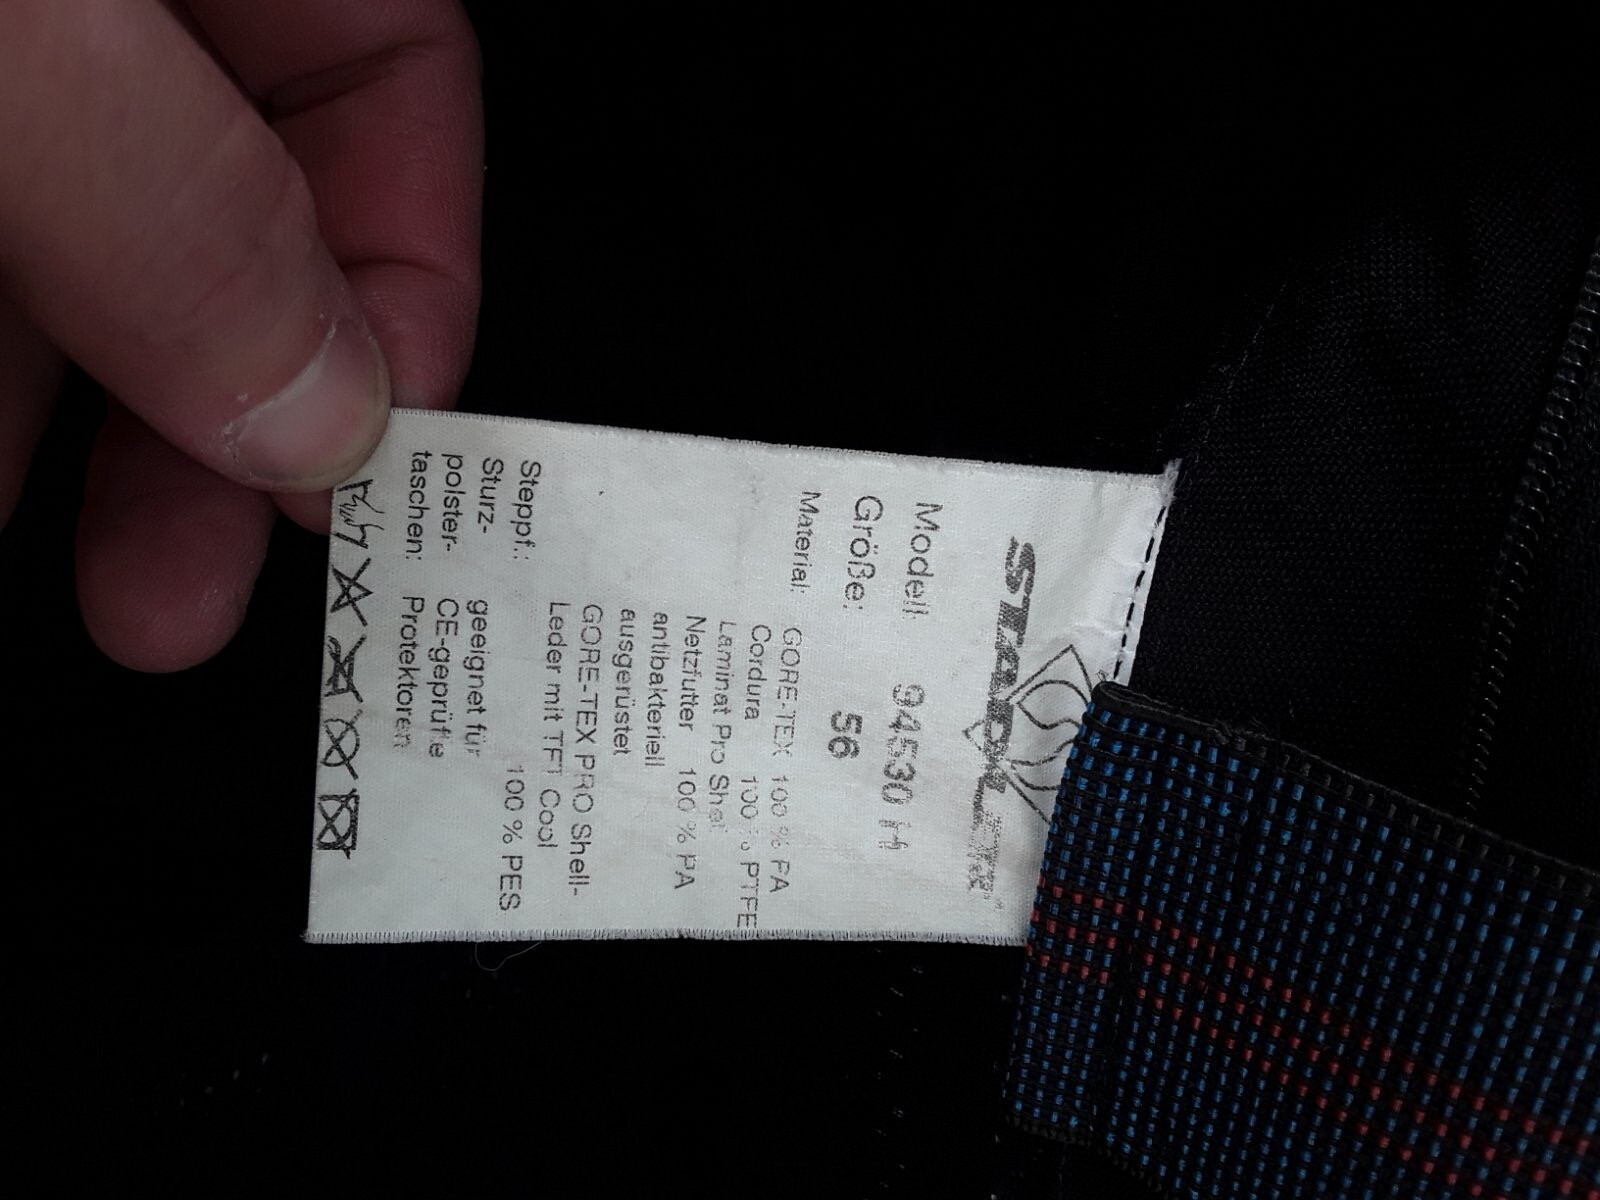 STADLER
Modell 94530 H
Größe: 56
Material: GORE-TEX 100 % PA
Cordura 100 % PTFE
Laminat Pro Shel
Netzfutter 100 % PA
antibakteriell
ausgerüstet
GORE-TEX PRO Shell-
Leder mit TFT Cool
Steppf.: 100 % PES
Sturz- geeignet für
polster- CE-geprüfte
taschen: Protektoren